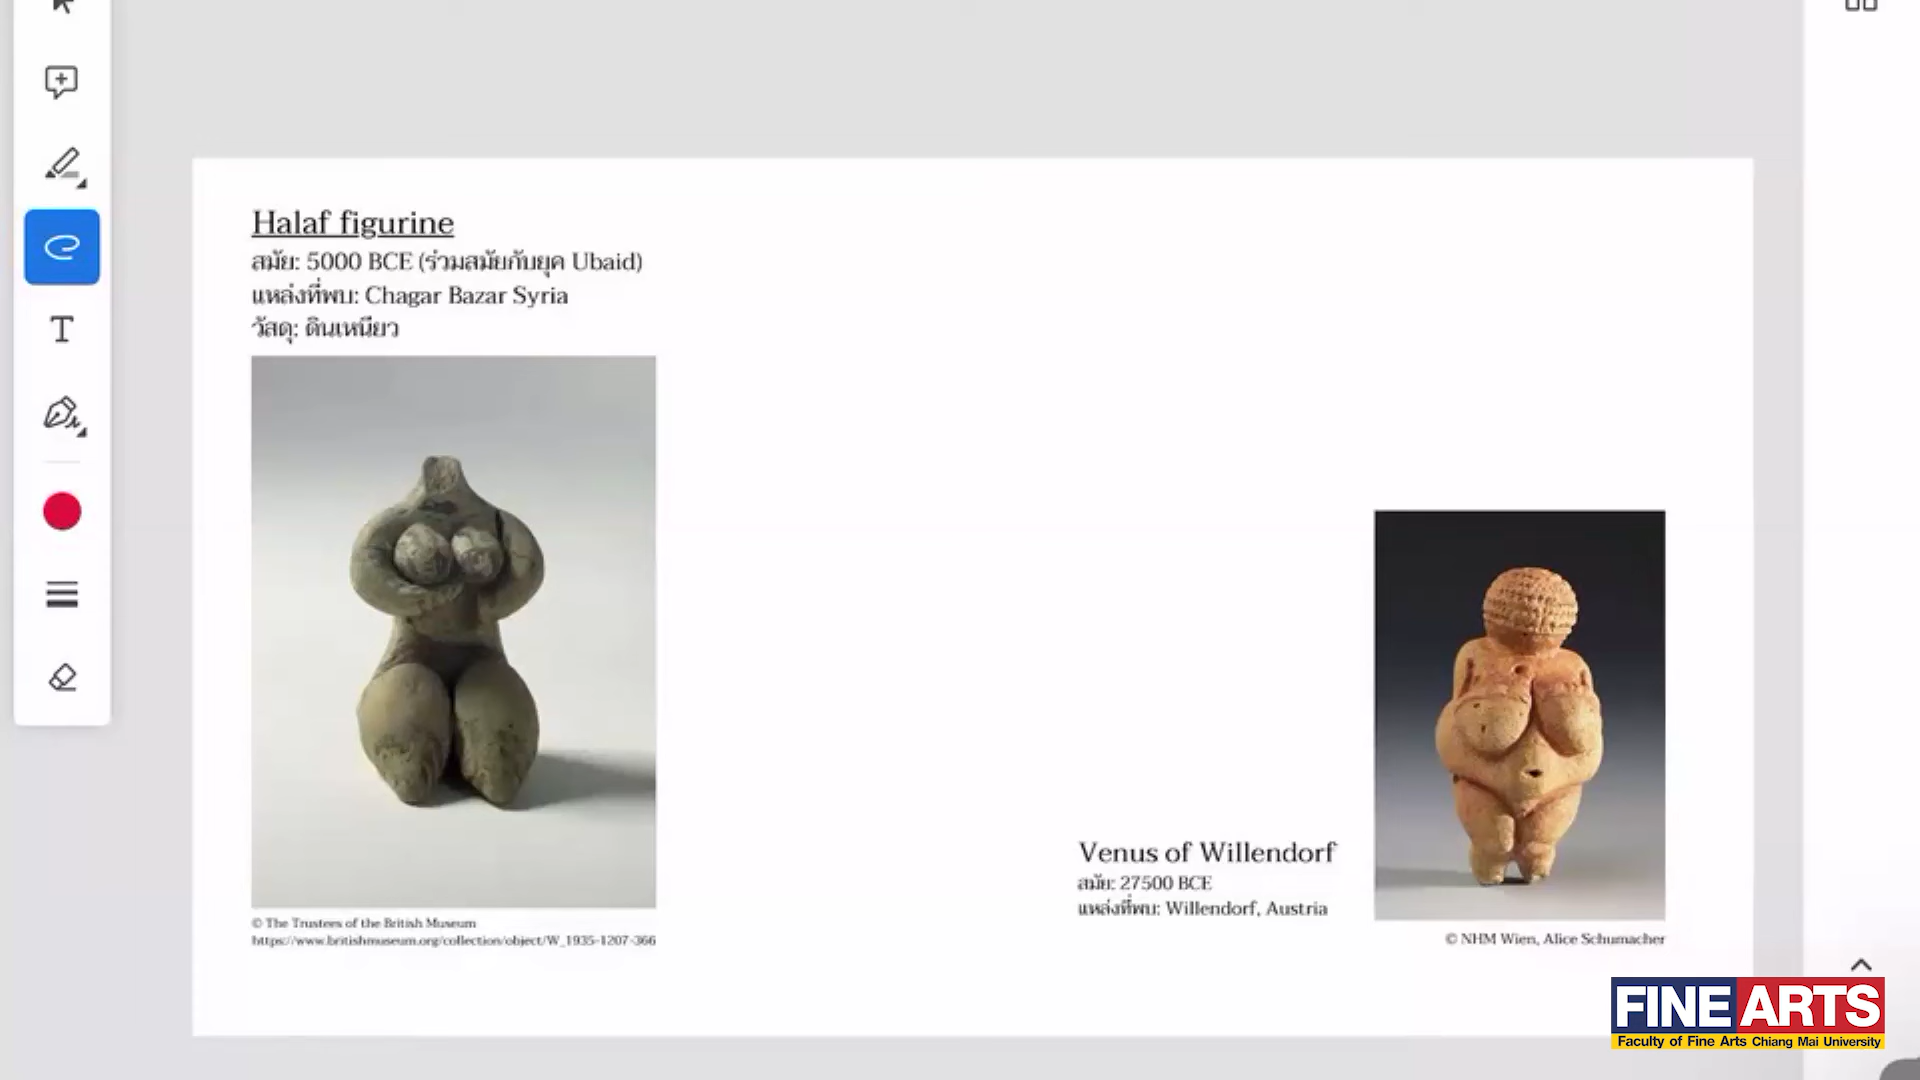 Halaf figurine
สมัย: 5000 BCE (ร่วมสมัยกับยุค Ubaid)
แหล่งที่พบ: Chagar Bazar Syria
วัสดุ: ดินเหนียว
© The Trustees of the British Museum
https://www.britishmuseum.org/collection/object/W_1935-1207-366
Venus of Willendorf
สมัย: 27500 BCE
แหล่งที่พบ: Willendorf, Austria
© NHM Wien, Alice Schumacher
FINE ARTS
Faculty of Fine Arts Chiang Mai University